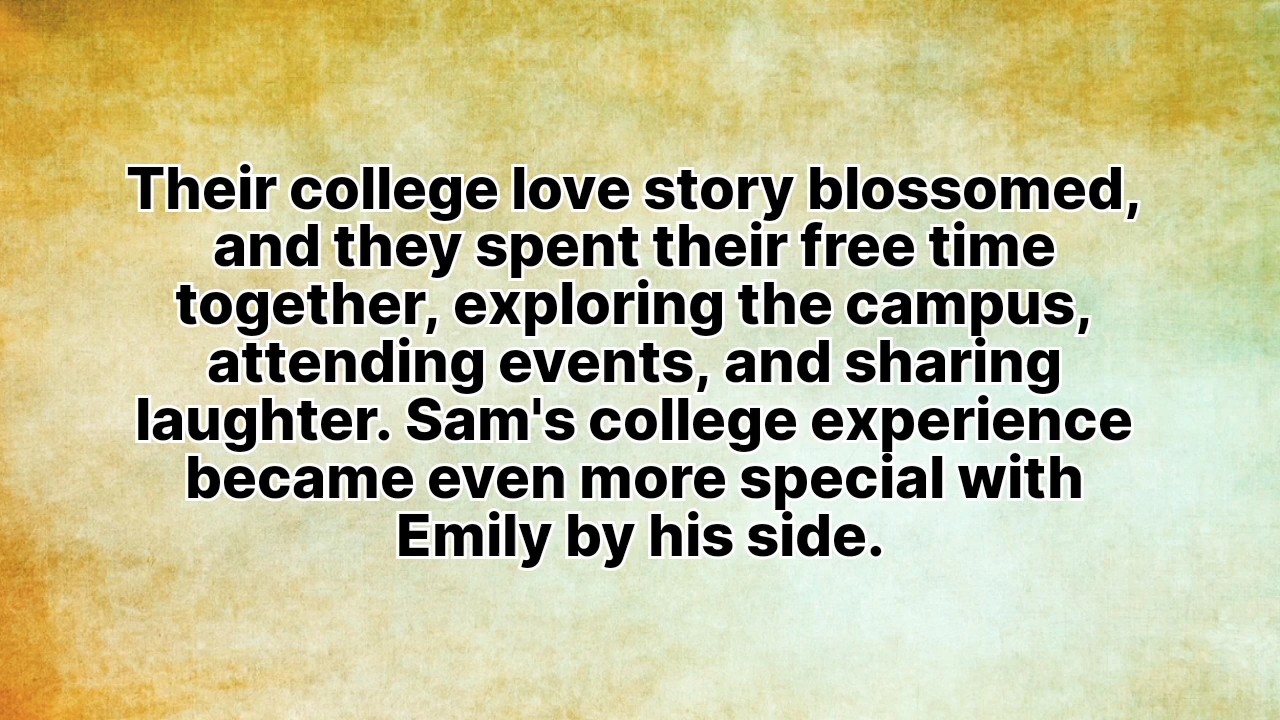 Their college love story blossomed,
and they spent their free time
together, exploring the campus,
attending events, and sharing
laughter. Sam's college experience
became even more special with
Emily by his side.